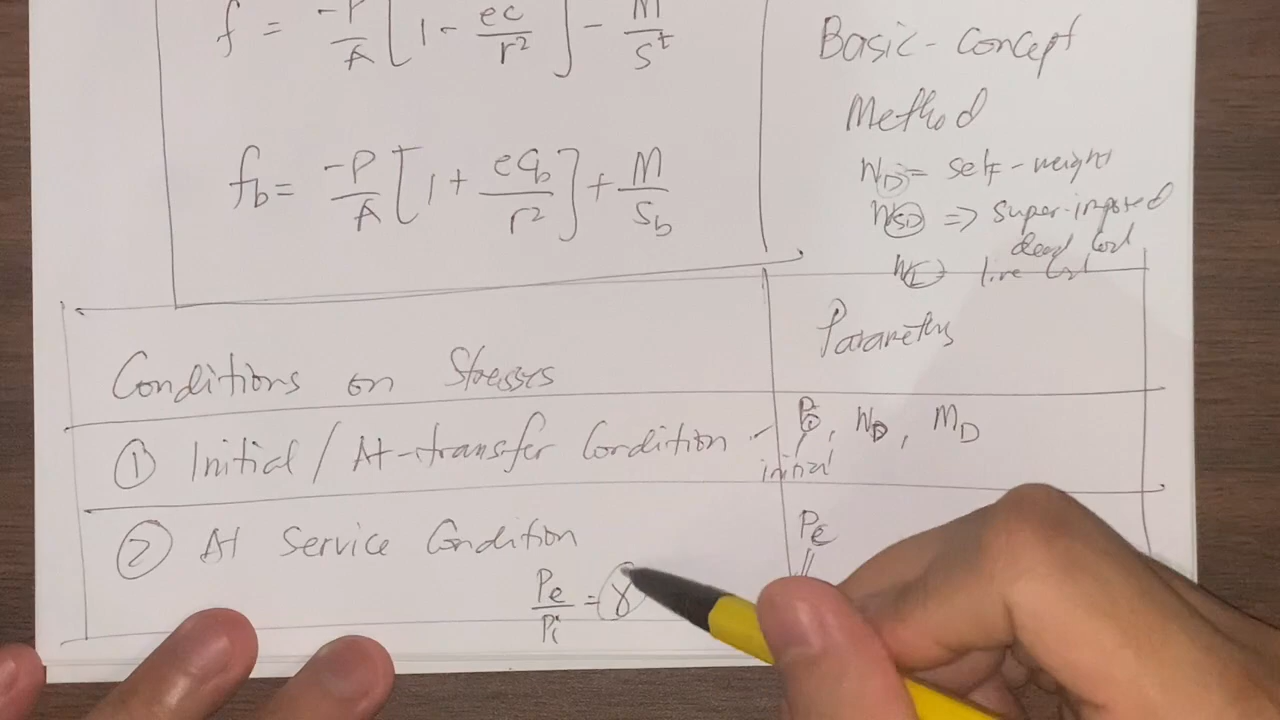 f = -P/A [1 - ec/r²] - M/Sᵗ
f_b = -P/A [1 + ec_b/r²] + M/S_b
Basic-Concept
Method
W_D = self-weight
W_SD => super-imposed
dead load
W_L live load
Conditions on Stresses
Parameters
① Initial / At-transfer Condition - P_i, W_D, M_D
initial
② At Service Condition
P_e
P_e/P_i = γ